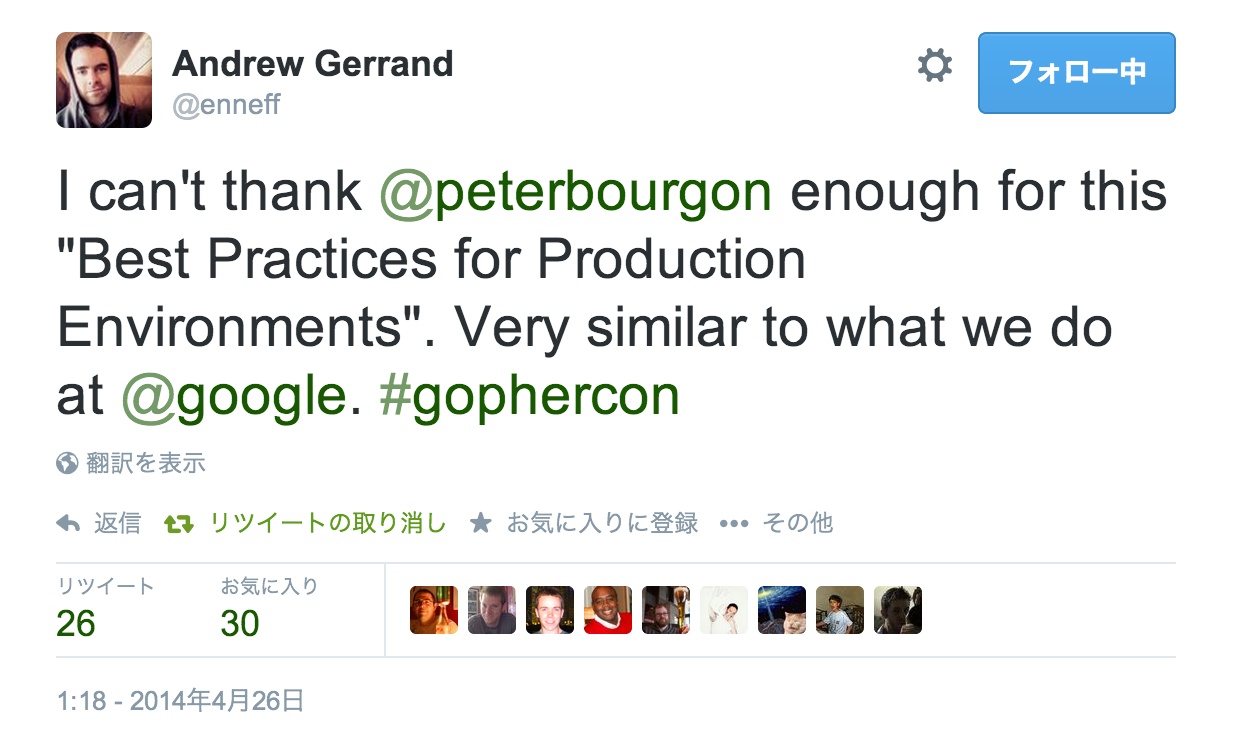 Andrew Gerrand
@enneff
フォロー中
I can't thank @peterbourgon enough for this
"Best Practices for Production
Environments". Very similar to what we do
at @google. #gophercon
翻訳を表示
返信 リツイートの取り消し お気に入りに登録 その他
リツイート お気に入り
26 30
1:18 - 2014年4月26日